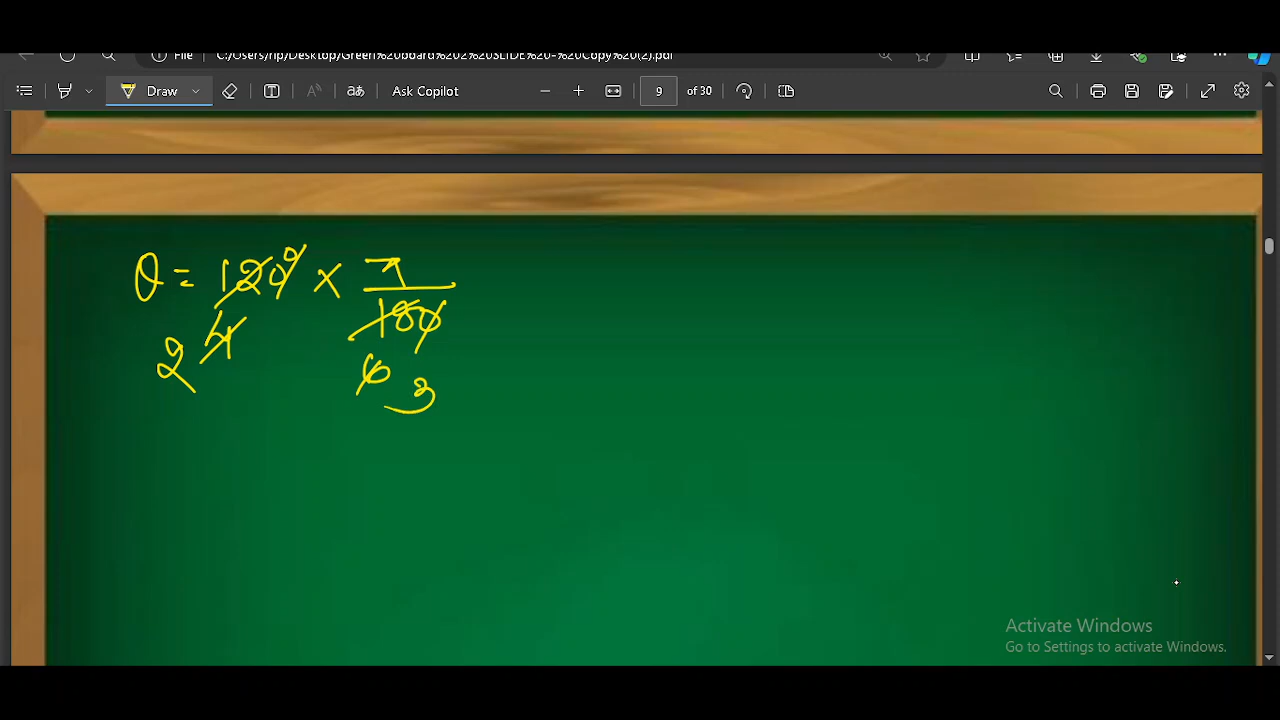 File C:/Users/hp/Desktop/Green%20board%202%20SLIDE%20-%20Copy%20(2).pdf
Draw Ask Copilot 9 of 30
θ = 120° × π
180
2 4
6 3
Activate Windows
Go to Settings to activate Windows.